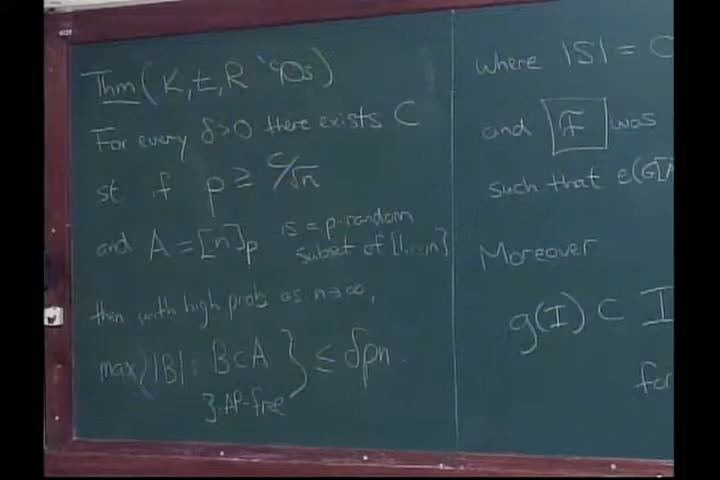 Thm (K, Ł, R '90s)
For every δ>0 there exists C
st if p ≥ C/√n
and A = [n]p is = p-random
subset of [1...n]
then with high prob as n→∞,
max { |B| : B⊂A } ≤ δpn.
3-AP-free
where |S| = O
and F was
such that e(G[A
Moreover
g(I) ⊂ I
for